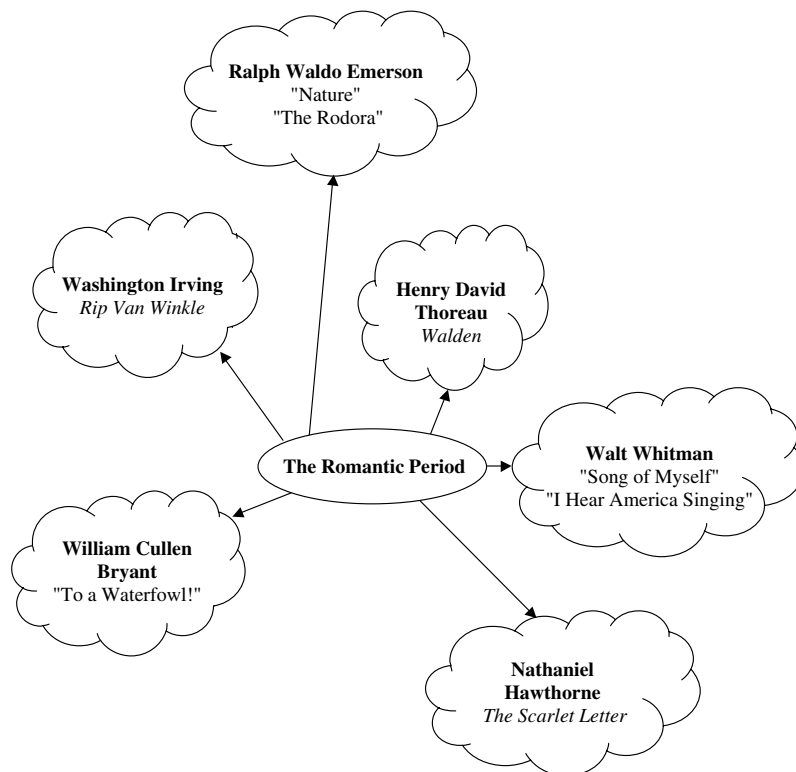 Ralph Waldo Emerson
"Nature"
"The Rodora"
Washington Irving
Rip Van Winkle
Henry David
Thoreau
Walden
The Romantic Period
Walt Whitman
"Song of Myself"
"I Hear America Singing"
William Cullen
Bryant
"To a Waterfowl!"
Nathaniel
Hawthorne
The Scarlet Letter